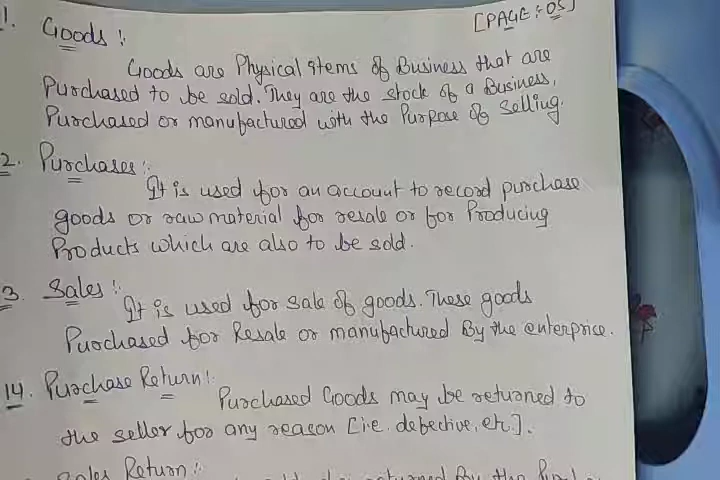 [PAGE:05]
1. Goods:
Goods are Physical items of Business that are
Purchased to be sold. They are the stock of a Business,
Purchased or manufactured with the Purpose of selling.
2. Purchases:
It is used for an account to record purchase
goods or raw material for resale or for Producing
Products which are also to be sold.
3. Sales:
It is used for sale of goods. These goods
Purchased for Resale or manufactured By the enterprice.
14. Purchase Return:
Purchased Goods may be returned to
the seller for any reason [i.e. defective, etc.].
Sales Return:
returned By the